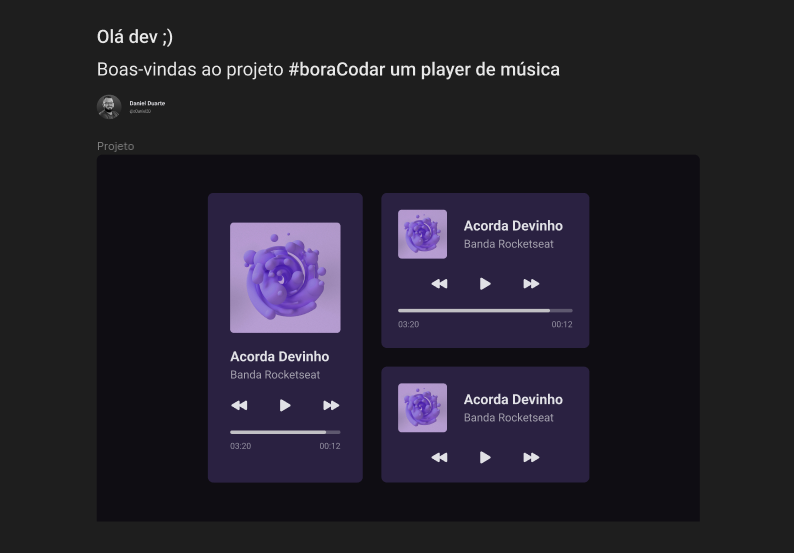 Olá dev ;)
Boas-vindas ao projeto #boraCodar um player de música
Daniel Duarte
Projeto
Acorda Devinho
Banda Rocketseat
03:20 00:12
Acorda Devinho
Banda Rocketseat
03:20 00:12
Acorda Devinho
Banda Rocketseat